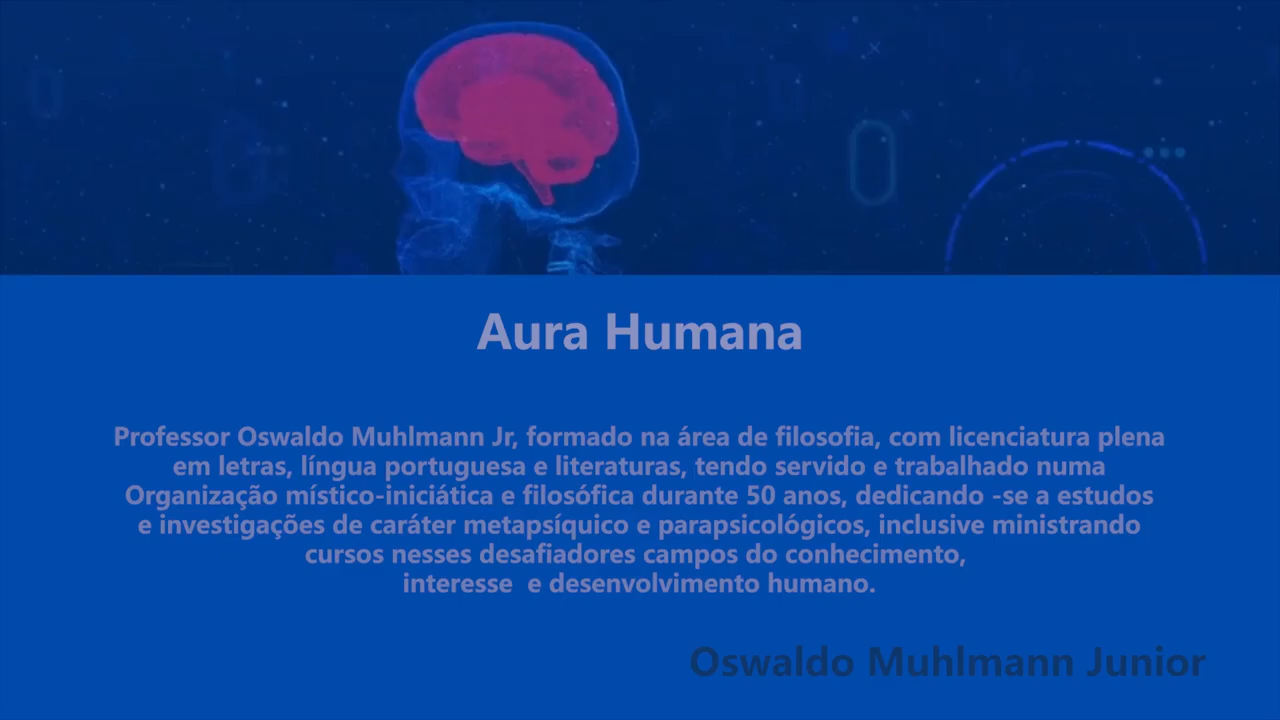 Aura Humana
Professor Oswaldo Muhlmann Jr, formado na área de filosofia, com licenciatura plena
em letras, língua portuguesa e literaturas, tendo servido e trabalhado numa
Organização místico-iniciática e filosófica durante 50 anos, dedicando -se a estudos
e investigações de caráter metapsíquico e parapsicológicos, inclusive ministrando
cursos nesses desafiadores campos do conhecimento,
interesse  e desenvolvimento humano.
Oswaldo Muhlmann Junior